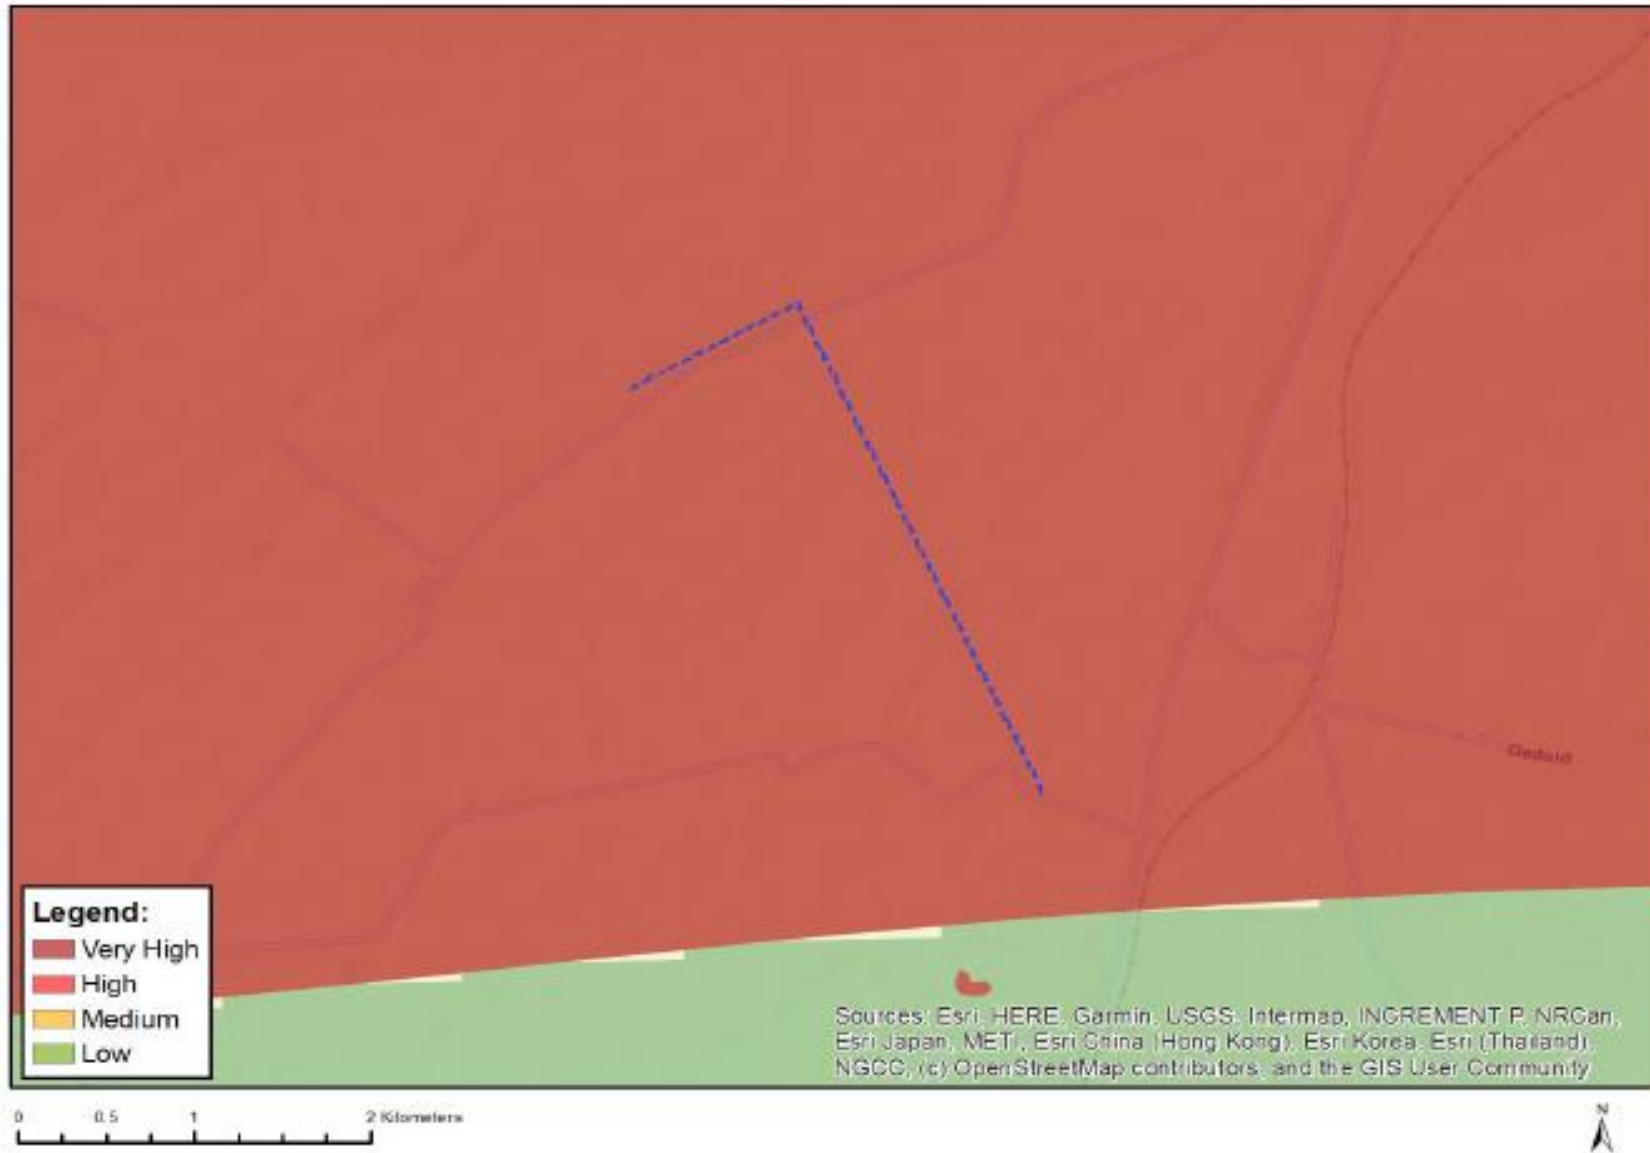 Geduld
Legend:
Very High
High
Medium
Low
Sources: Esri, HERE, Garmin, USGS, Intermap, INCREMENT P, NRCan,
Esri Japan, METI, Esri China (Hong Kong), Esri Korea, Esri (Thailand),
NGCC, (c) OpenStreetMap contributors, and the GIS User Community
0 0.5 1 2 Kilometers
N